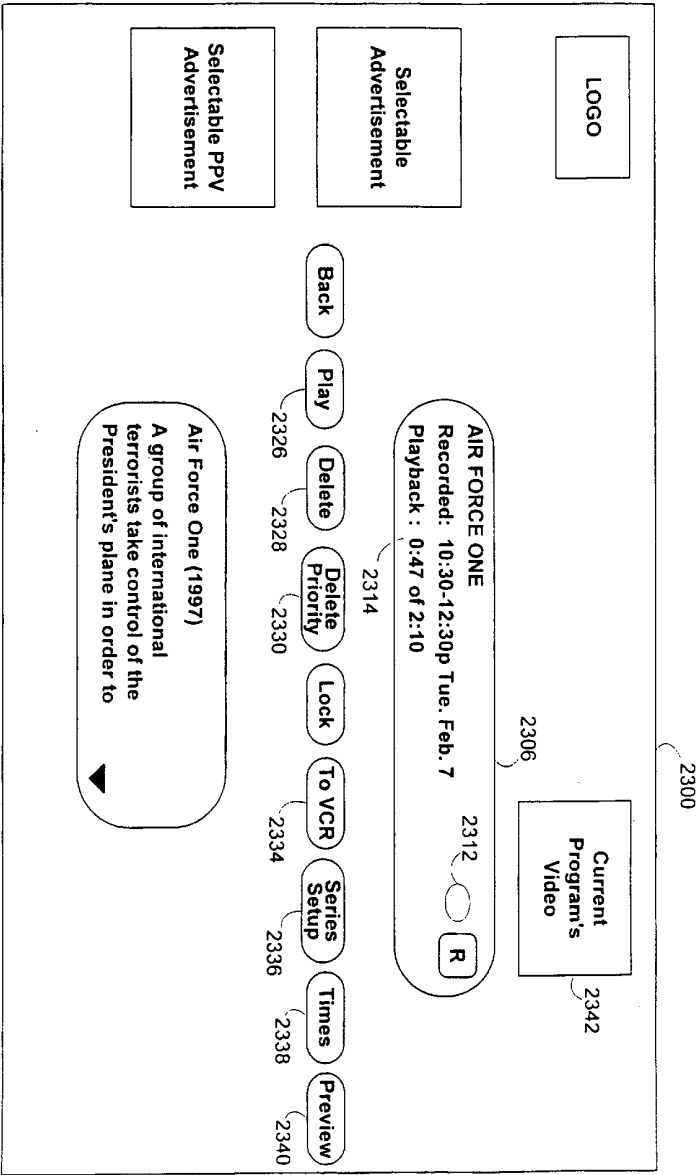 2300
LOGO
Current
Program's
Video
2342
2306
AIR FORCE ONE
Recorded: 10:30-12:30p Tue. Feb. 7
Playback : 0:47 of 2:10
2312
R
2314
Selectable
Advertisement
Back
Play
Delete
Delete
Priority
Lock
To VCR
Series
Setup
Times
Preview
2326
2328
2330
2334
2336
2338
2340
Selectable PPV
Advertisement
Air Force One (1997)
A group of international
terrorists take control of the
President's plane in order to